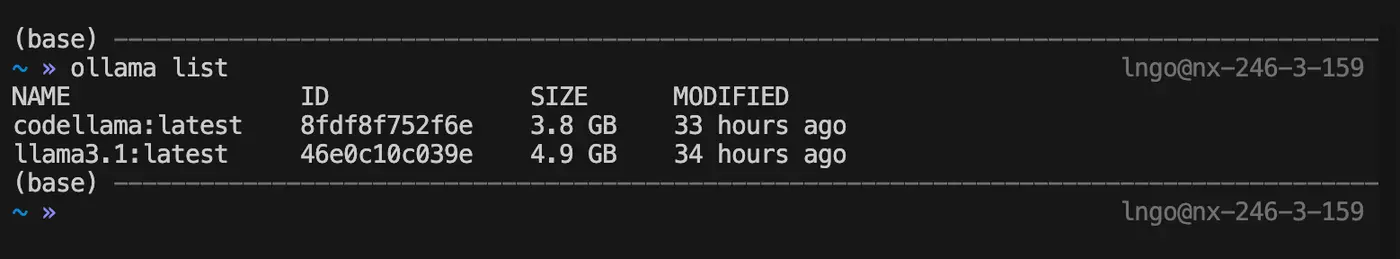 (base) ──────────────────────────────────────────────────────────────────────────────────────────
~ » ollama list lngo@nx-246-3-159
NAME ID SIZE MODIFIED
codellama:latest 8fdf8f752f6e 3.8 GB 33 hours ago
llama3.1:latest 46e0c10c039e 4.9 GB 34 hours ago
(base) ──────────────────────────────────────────────────────────────────────────────────────────
~ » lngo@nx-246-3-159